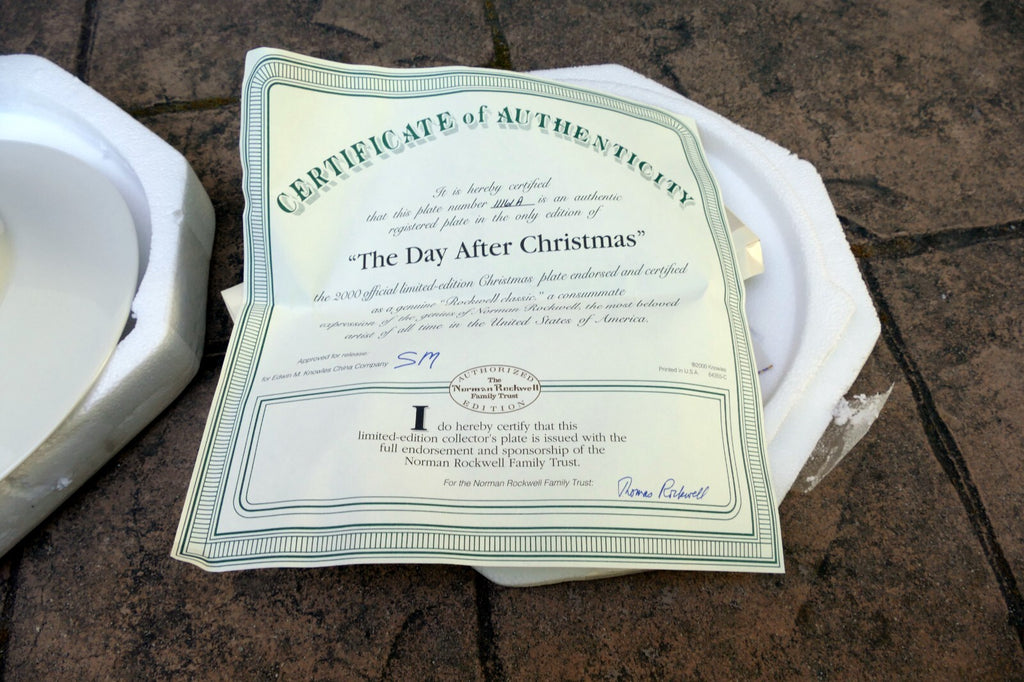 CERTIFICATE of AUTHENTICITY
It is hereby certified
that this plate number is an authentic
registered plate in the only edition of
“The Day After Christmas”
the 2000 official limited-edition Christmas plate endorsed and certified
as a genuine “Rockwell classic,” a consummate
expression of the genius of Norman Rockwell, the most beloved
artist of all time in the United States of America.
Approved for release:
for Edwin M. Knowles China Company SM
©2000 Knowles
Printed in U.S.A.
AUTHORIZED
The
Norman Rockwell
Family Trust
EDITION
I do hereby certify that this
limited-edition collector's plate is issued with the
full endorsement and sponsorship of the
Norman Rockwell Family Trust.
For the Norman Rockwell Family Trust: Thomas Rockwell